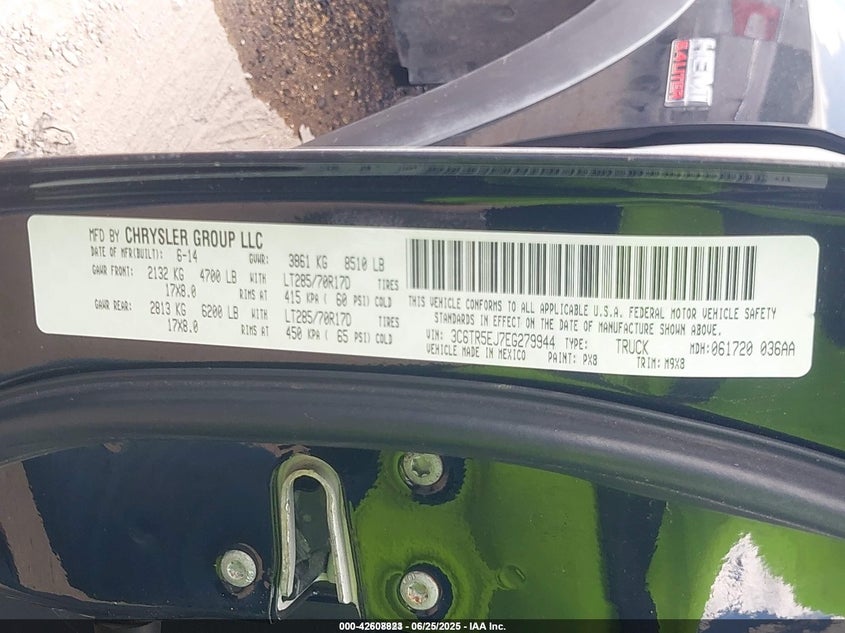 HEMI
4X4
MFD BY CHRYSLER GROUP LLC
DATE OF MFR(BUILT): 6-14 GVWR: 3861 KG 8510 LB
GAWR FRONT: 2132 KG 4700 LB WITH LT285/70R17D TIRES
17X8.0 RIMS AT 415 KPA ( 60 PSI) COLD
GAWR REAR: 2813 KG 6200 LB WITH LT285/70R17D TIRES
17X8.0 RIMS AT 450 KPA ( 65 PSI) COLD
THIS VEHICLE CONFORMS TO ALL APPLICABLE U.S.A. FEDERAL MOTOR VEHICLE SAFETY
STANDARDS IN EFFECT ON THE DATE OF MANUFACTURE SHOWN ABOVE.
VIN: 3C6TR5EJ7EG279944 TYPE: TRUCK MDH: 061720 036AA
VEHICLE MADE IN MEXICO PAINT: PX8 TRIM: M9X8
06/25/2025 - IAA Inc.